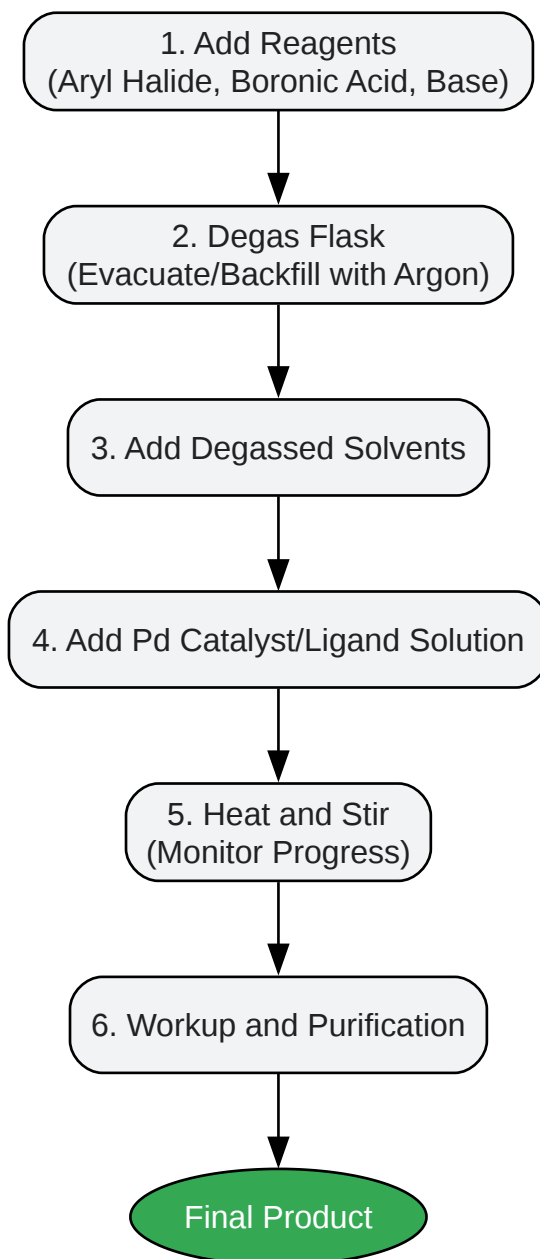 1. Add Reagents
(Aryl Halide, Boronic Acid, Base)
2. Degas Flask
(Evacuate/Backfill with Argon)
3. Add Degassed Solvents
4. Add Pd Catalyst/Ligand Solution
5. Heat and Stir
(Monitor Progress)
6. Workup and Purification
Final Product